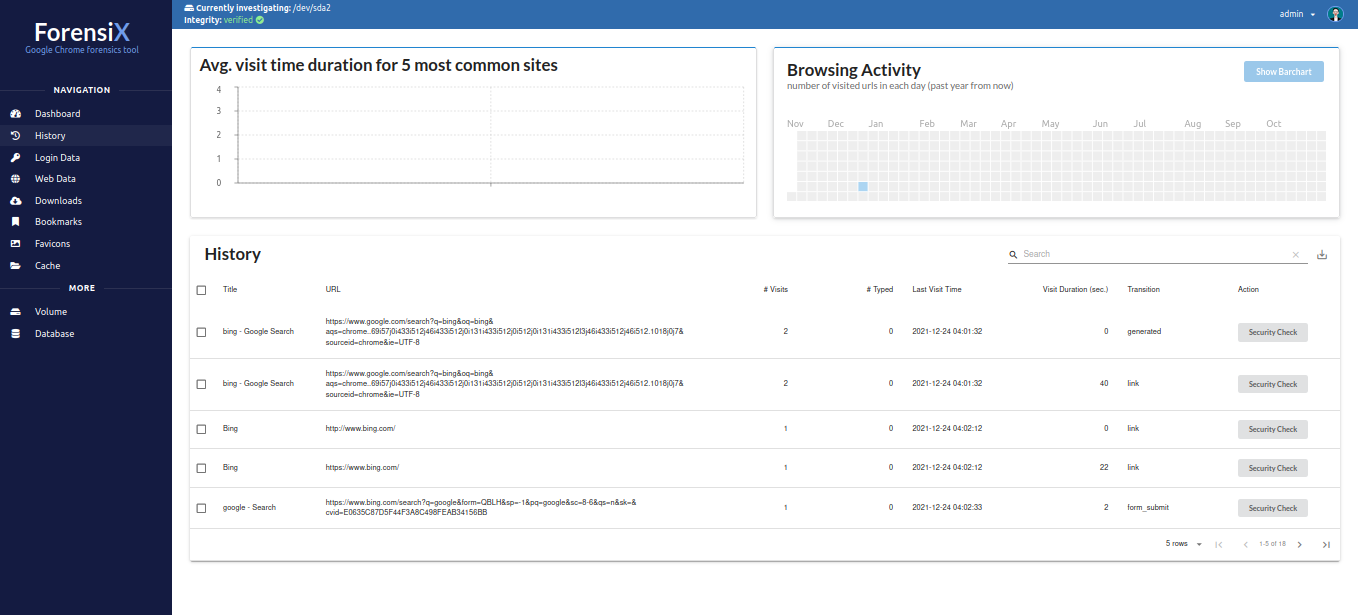 ForensiX
Google Chrome forensics tool
NAVIGATION
Dashboard
History
Login Data
Web Data
Downloads
Bookmarks
Favicons
Cache
MORE
Volume
Database
Currently investigating: /dev/sda2
Integrity: verified
admin
Avg. visit time duration for 5 most common sites
4
3
2
1
0
Browsing Activity
number of visited urls in each day (past year from now)
Show Barchart
Nov Dec Jan Feb Mar Apr May Jun Jul Aug Sep Oct
History
Search
Title URL # Visits # Typed Last Visit Time Visit Duration (sec.) Transition Action
https://www.google.com/search?q=bing&oq=bing&
bing - Google Search aqs=chrome..69i57j0i433i512j46i433i512j0i131i433i512j0i512j0i131i433i512l3j46i433i512j46i512.1018j0j7& 2 0 2021-12-24 04:01:32 0 generated Security Check
sourceid=chrome&ie=UTF-8
https://www.google.com/search?q=bing&oq=bing&
bing - Google Search aqs=chrome..69i57j0i433i512j46i433i512j0i131i433i512j0i512j0i131i433i512l3j46i433i512j46i512.1018j0j7& 2 0 2021-12-24 04:01:32 40 link Security Check
sourceid=chrome&ie=UTF-8
Bing http://www.bing.com/ 1 0 2021-12-24 04:02:12 0 link Security Check
Bing https://www.bing.com/ 1 0 2021-12-24 04:02:12 22 link Security Check
https://www.bing.com/search?q=google&form=QBLH&sp=-1&pq=google&sc=8-6&qs=n&sk=&
google - Search 1 0 2021-12-24 04:02:33 2 form_submit Security Check
cvid=E0635C87D5F44F3A8C498FEAB34156BB
5 rows 1-5 of 18